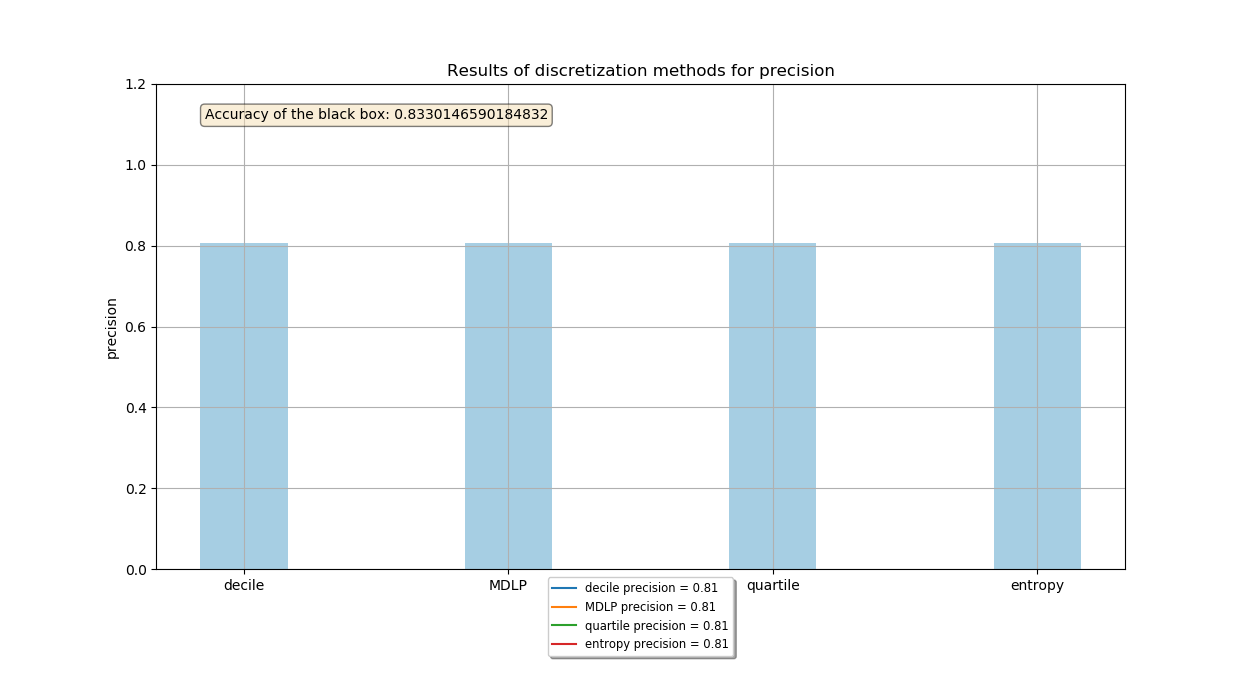 Results of discretization methods for precision
1.2
Accuracy of the black box: 0.8330146590184832
1.0
0.8
0.6
0.4
0.2
0.0
precision
decile MDLP quartile entropy
decile precision = 0.81
MDLP precision = 0.81
quartile precision = 0.81
entropy precision = 0.81